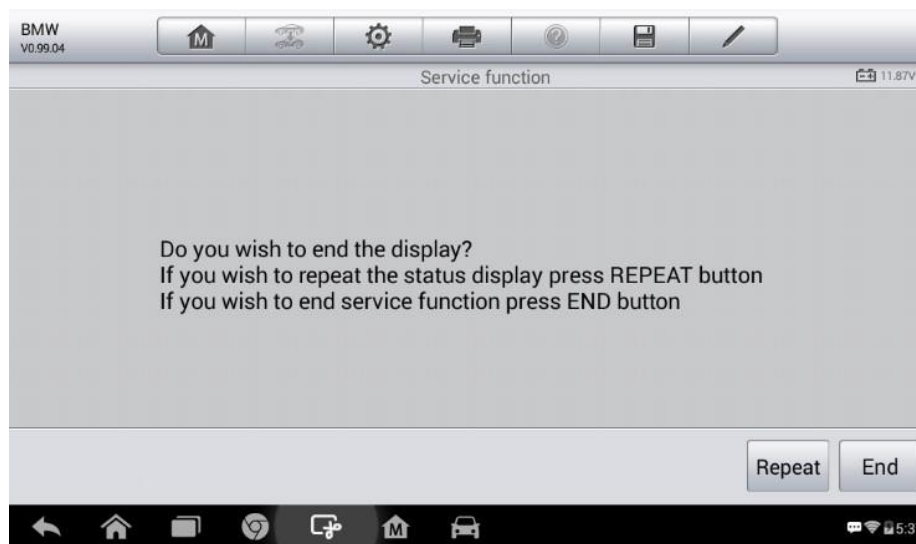 BMW
V0.99.04
M
Service function
11.87V
Do you wish to end the display?
If you wish to repeat the status display press REPEAT button
If you wish to end service function press END button
Repeat
End
M
5:3